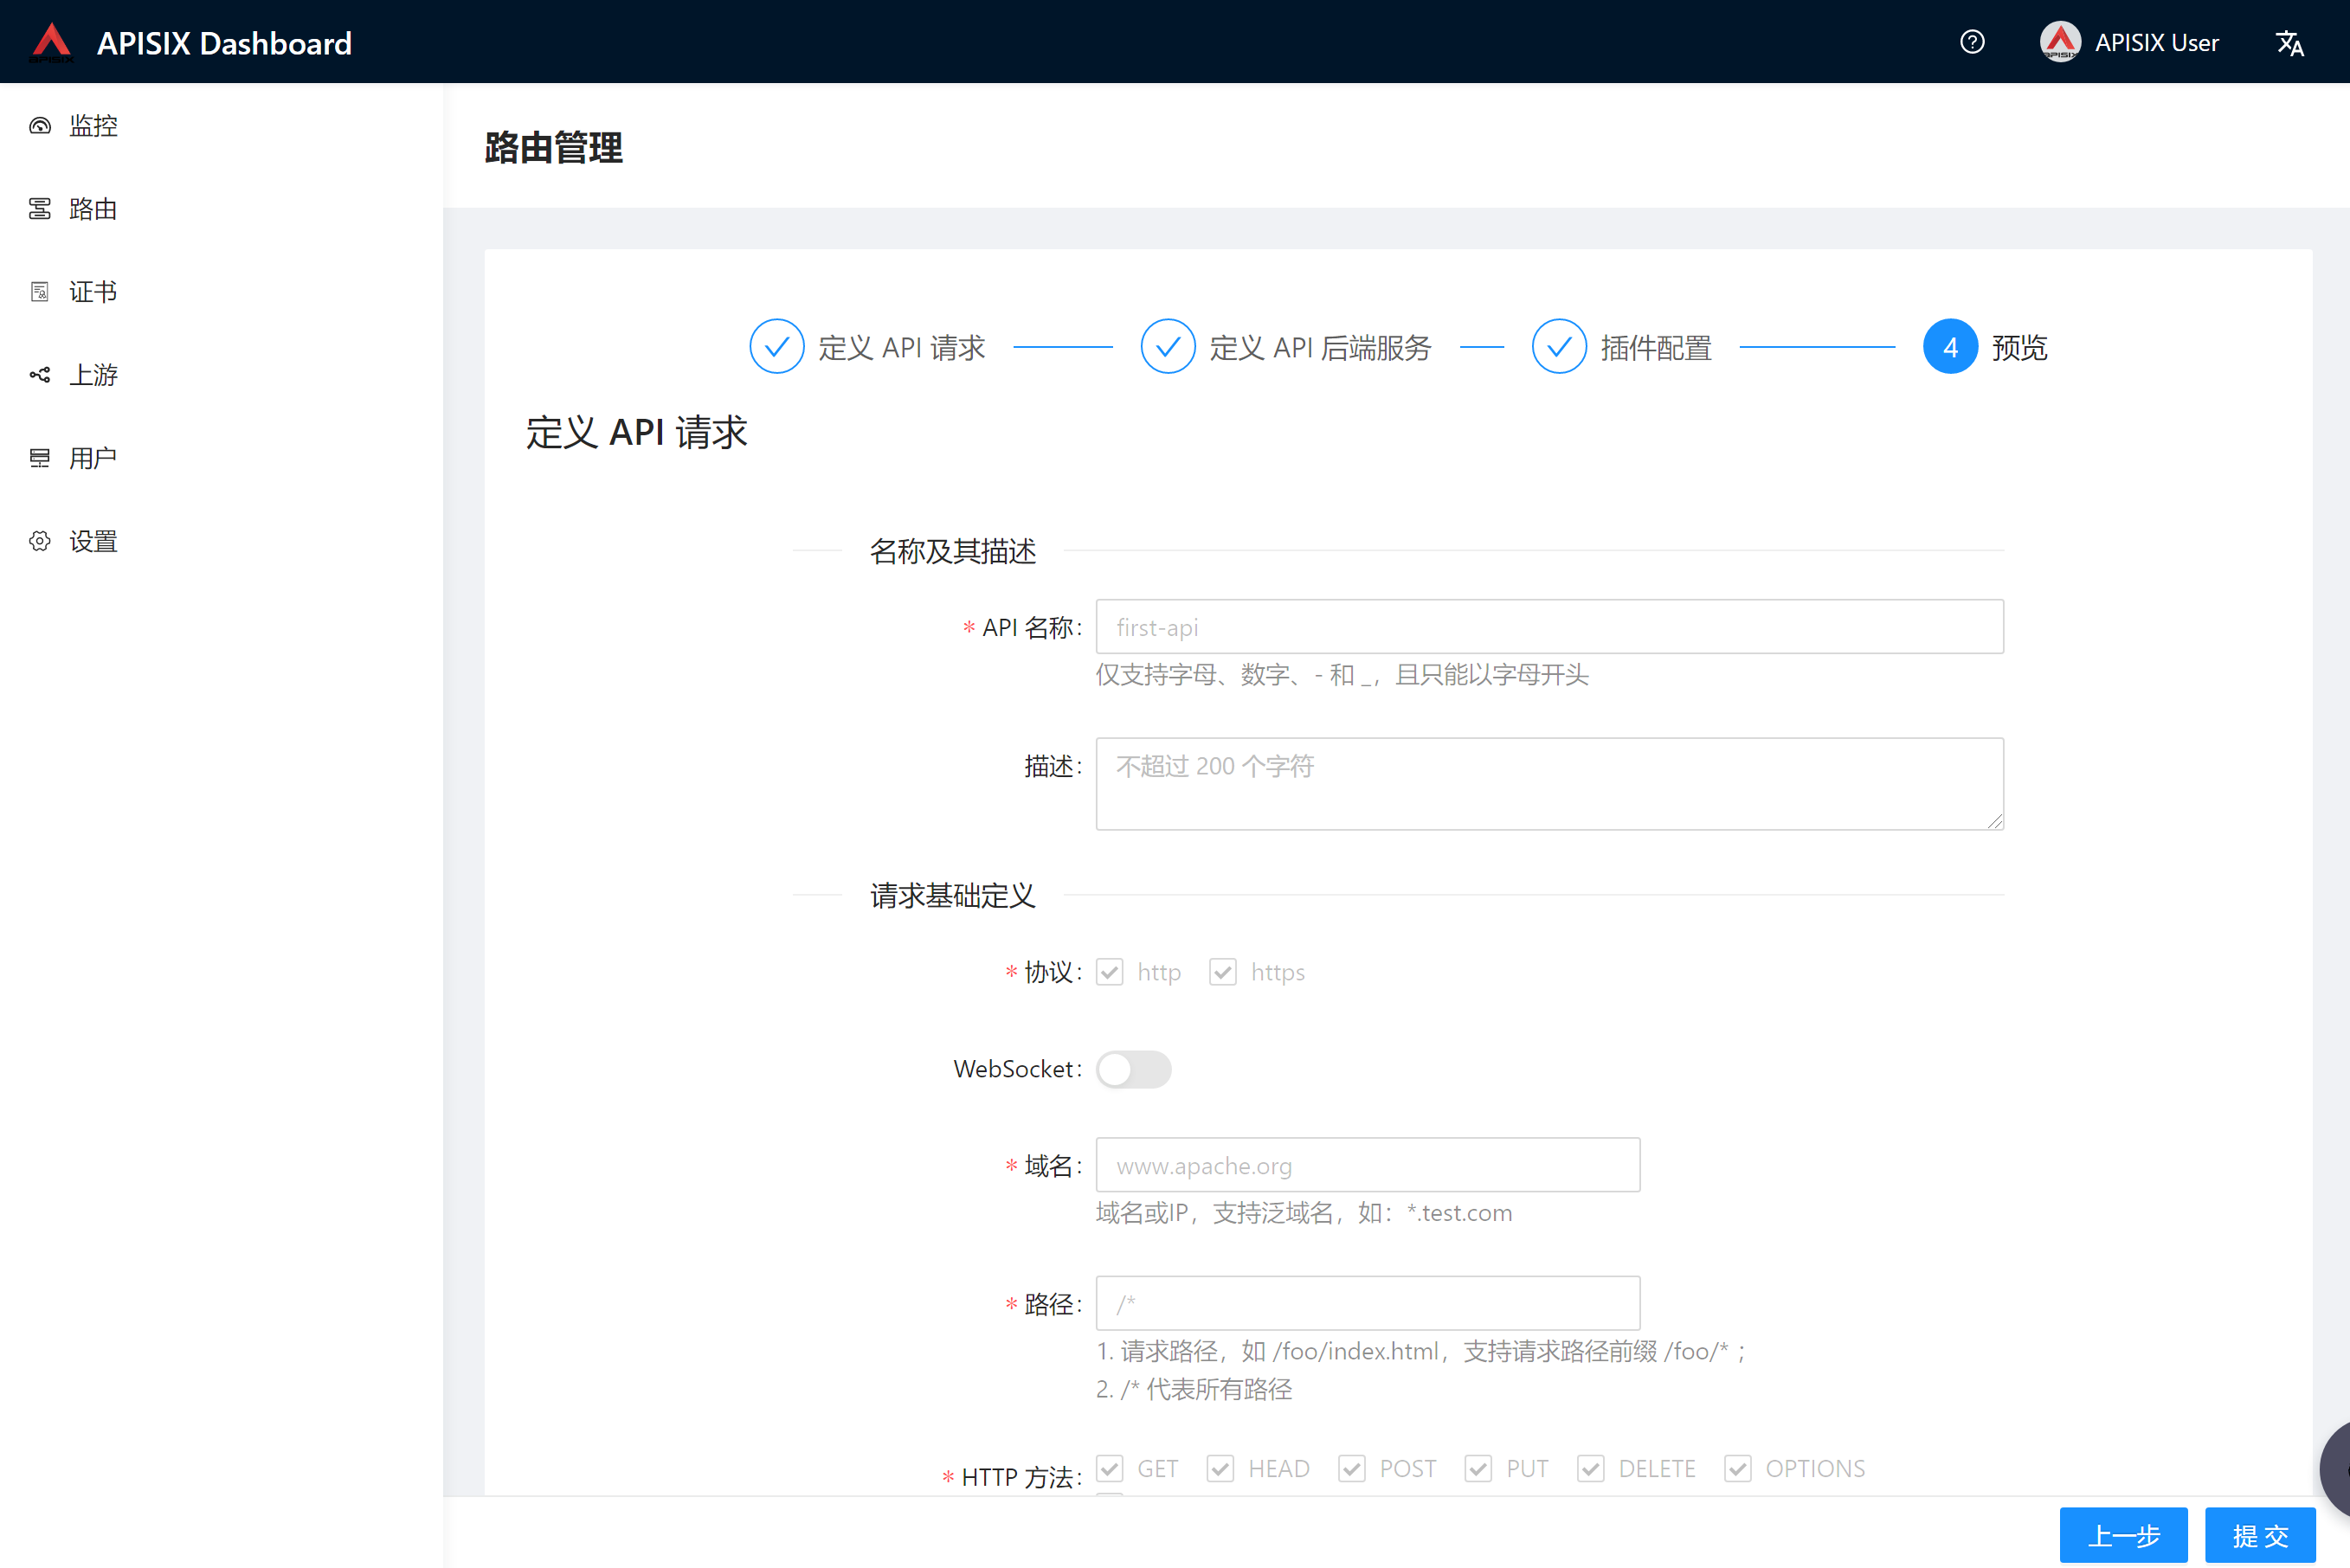 APISIX Dashboard
APISIX User
监控
路由
证书
上游
用户
设置
路由管理
定义 API 请求
定义 API 后端服务
插件配置
4 预览
定义 API 请求
名称及其描述
* API 名称: first-api
仅支持字母、数字、- 和 _，且只能以字母开头
描述: 不超过 200 个字符
请求基础定义
* 协议: http https
WebSocket:
* 域名: www.apache.org
域名或IP，支持泛域名，如：*.test.com
* 路径: /*
1. 请求路径，如 /foo/index.html，支持请求路径前缀 /foo/* ；
2. /* 代表所有路径
* HTTP 方法: GET HEAD POST PUT DELETE OPTIONS
上一步 提 交